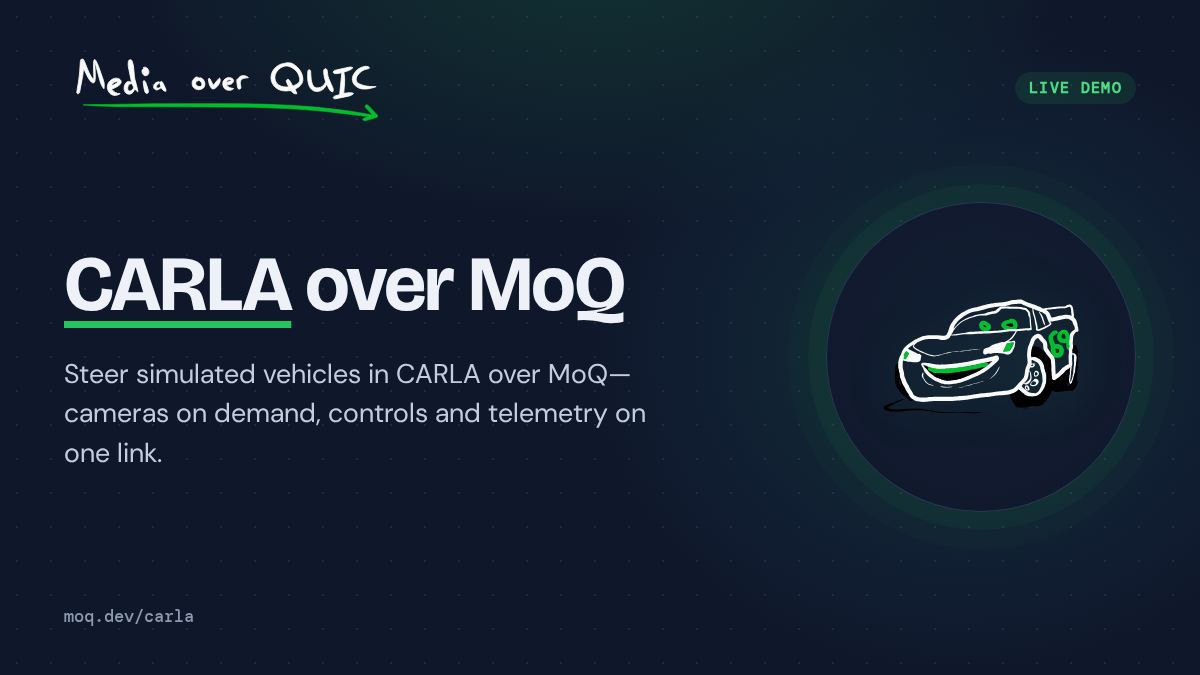 Media over QUIC
LIVE DEMO
CARLA over MoQ
Steer simulated vehicles in CARLA over MoQ—
cameras on demand, controls and telemetry on
one link.
69
moq.dev/carla